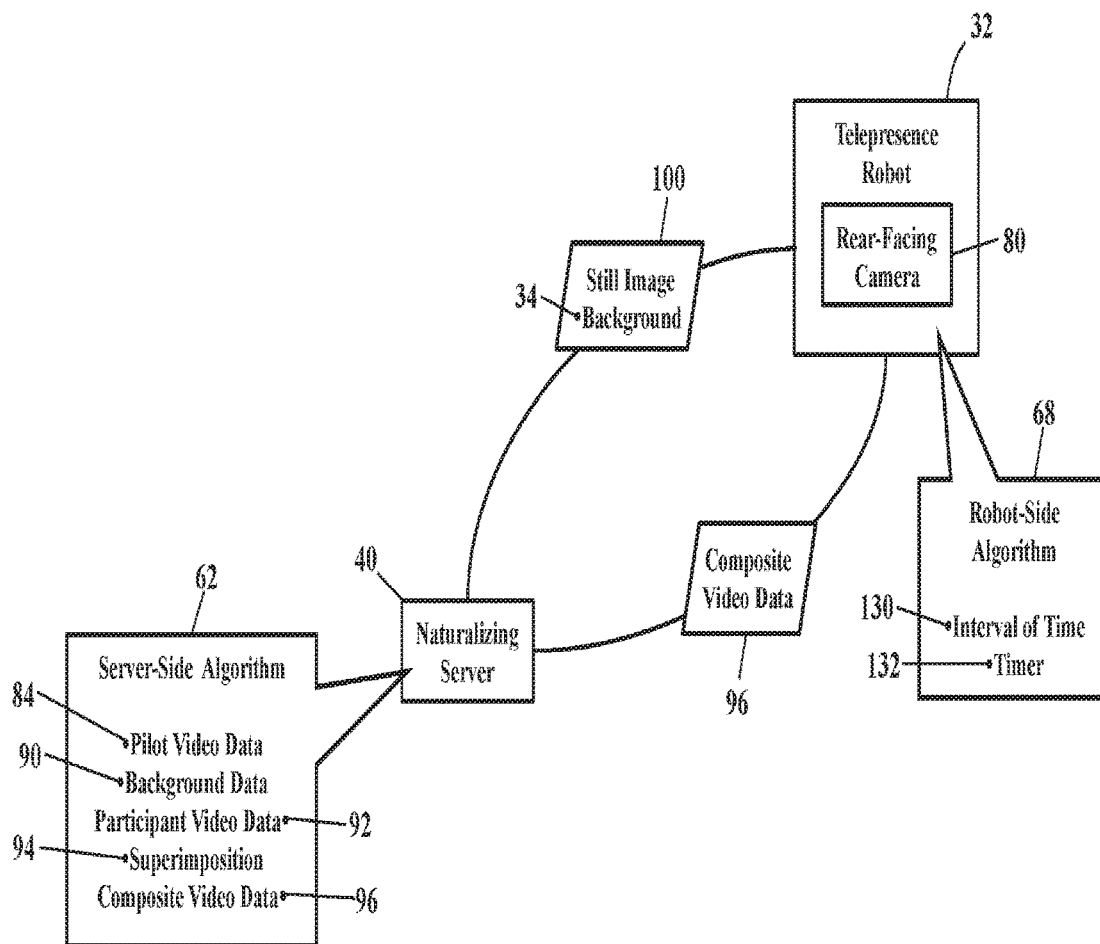 32
Telepresence
Robot
100
Rear-Facing
Camera
80
Still Image
34
Background
68
Robot-Side
Algorithm
40
Composite
Video Data
62
130
Naturalizing
Server
Interval of Time
Server-Side Algorithm
132
Timer
96
84
Pilot Video Data
90
Background Data
Participant Video Data
92
94
Superimposition
Composite Video Data
96